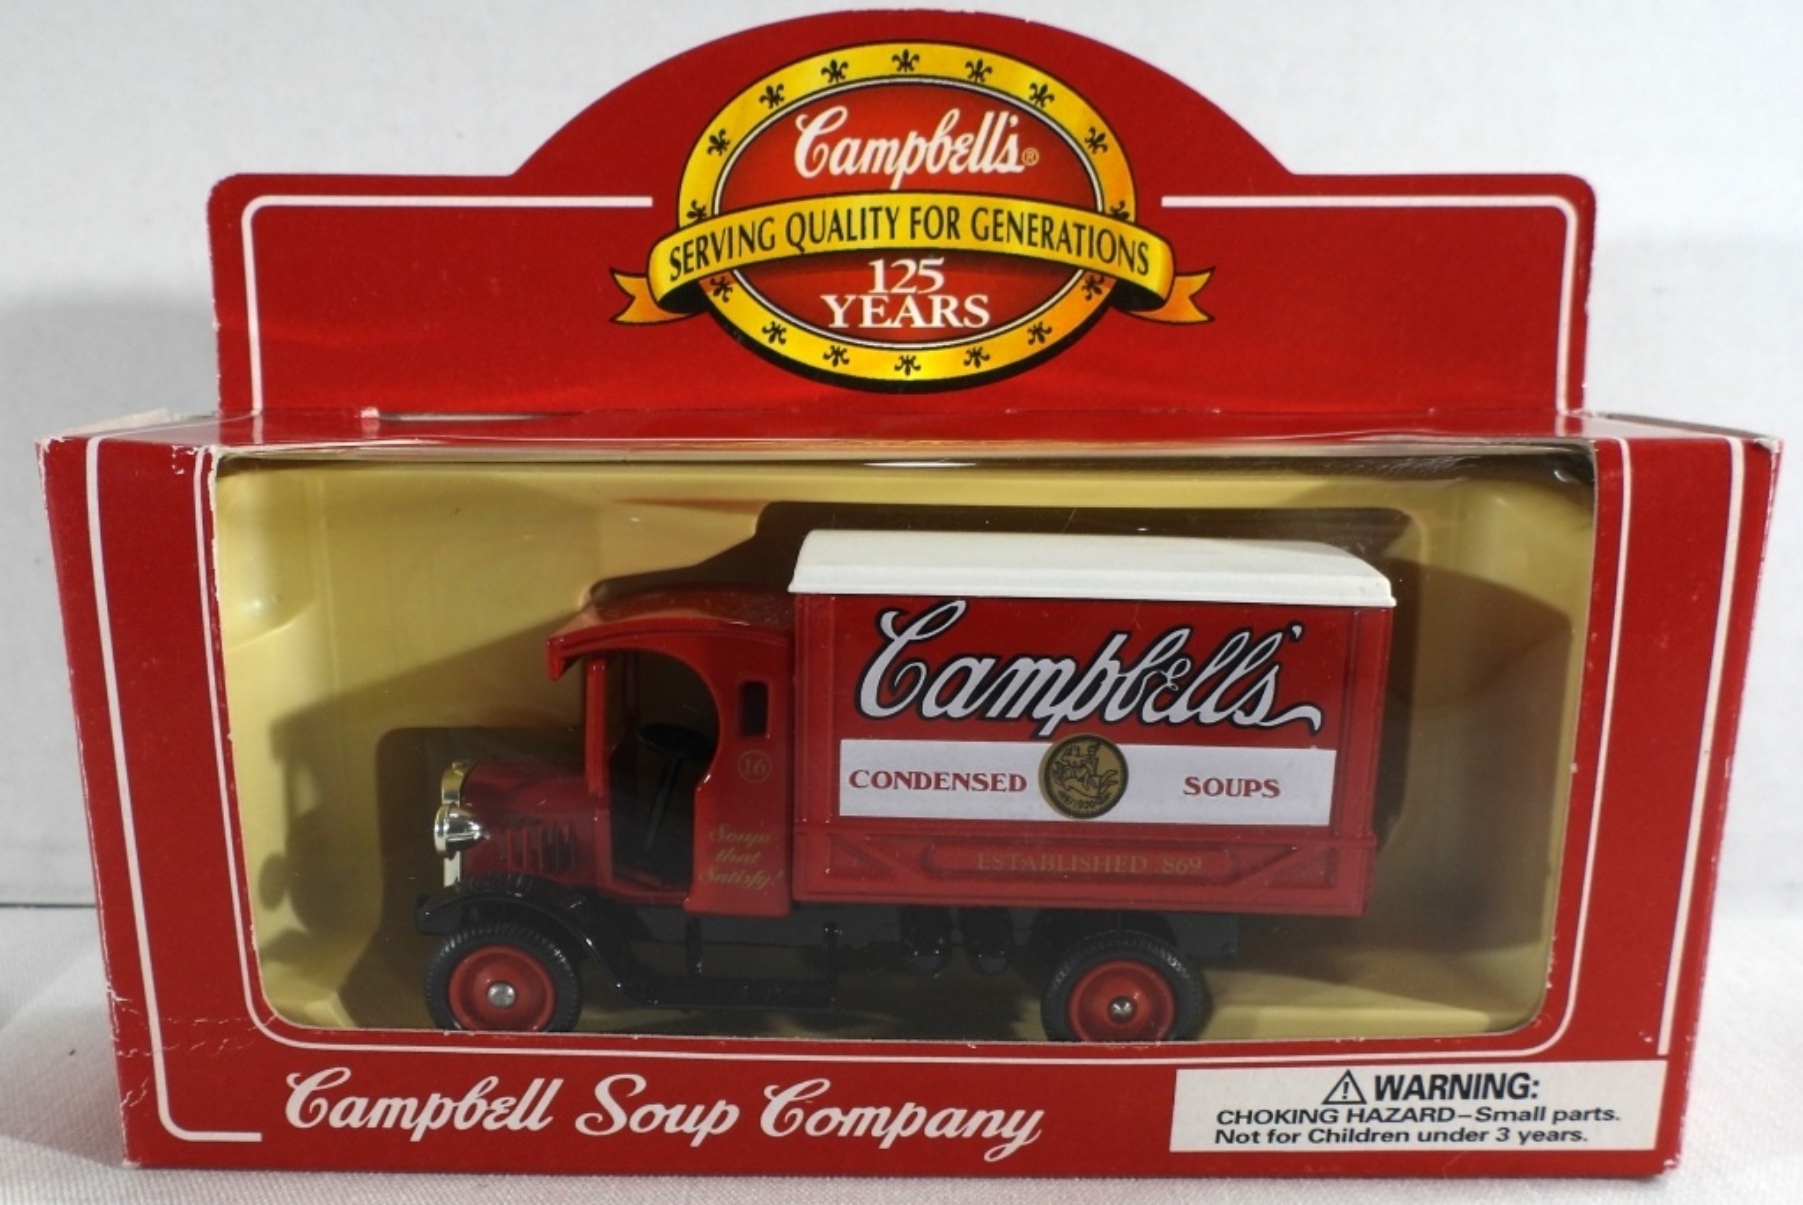 Campbell's®
SERVING QUALITY FOR GENERATIONS
125
YEARS
Campbell's
CONDENSED SOUPS
16
Soups
that
Satisfy!
ESTABLISHED 1869
Campbell Soup Company
⚠ WARNING:
CHOKING HAZARD–Small parts.
Not for Children under 3 years.